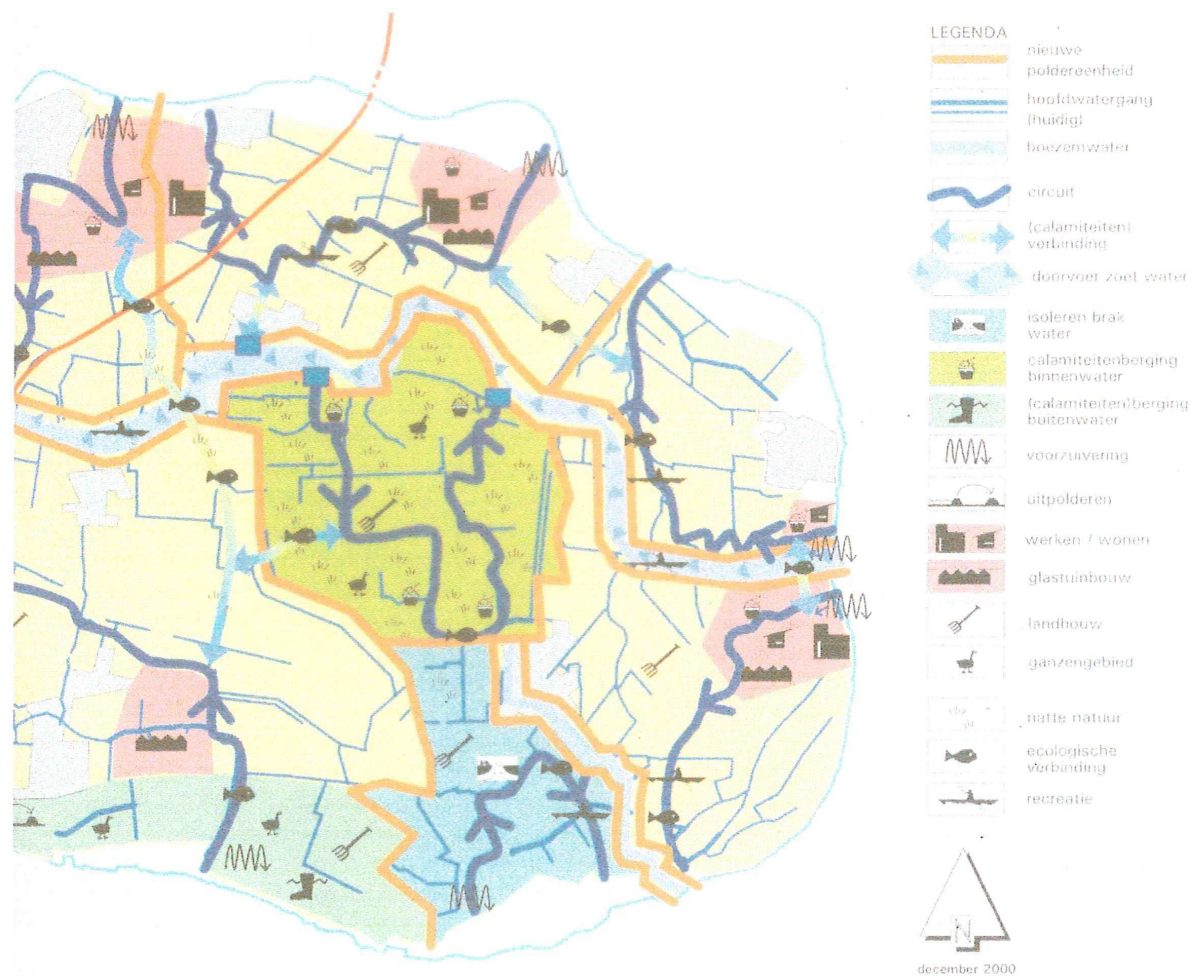 LEGENDA
nieuwe
poldereenheid
hoofdwatergang
(huidig)
boezemwater
circuit
(calamiteiten)
verbinding
doorvoer zoet water
isoleren brak
water
calamiteitenberging
binnenwater
(calamiteiten)berging
buitenwater
voorzuivering
uitpolderen
werken / wonen
glastuinbouw
landbouw
ganzengebied
natte natuur
ecologische
verbinding
recreatie
N
december 2000